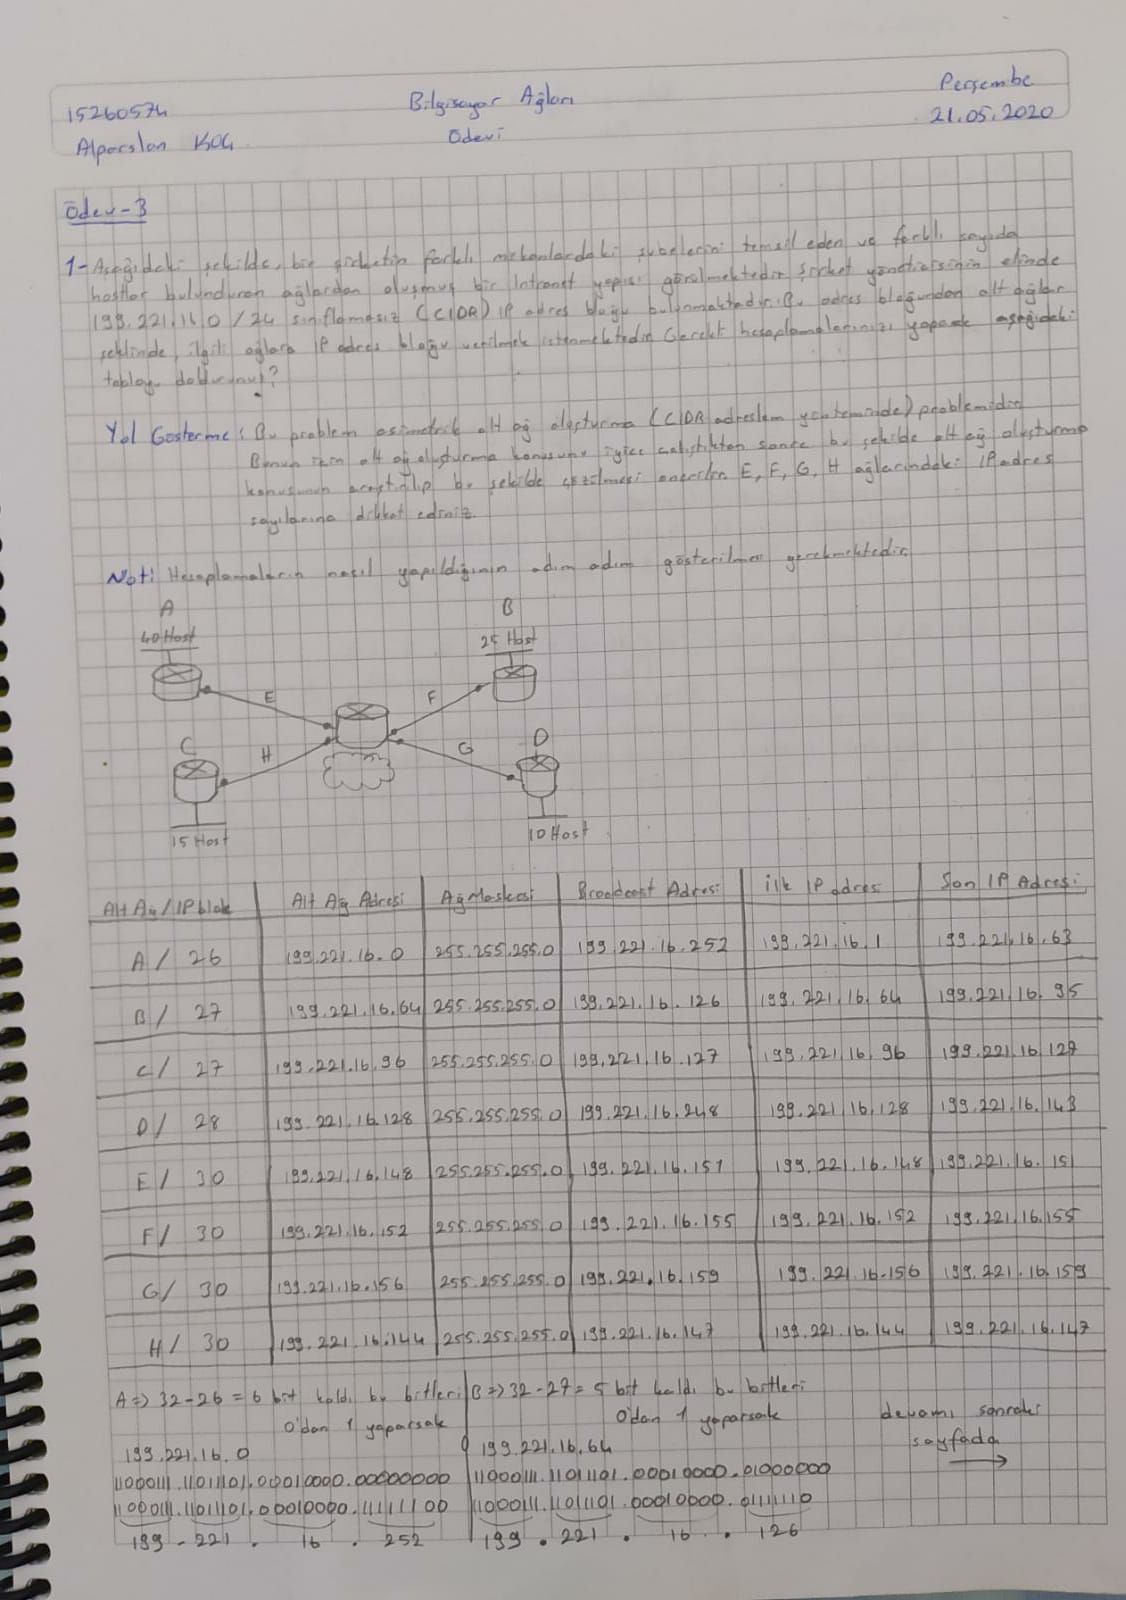 15260574
Alparslan KOÇ
Bilgisayar Ağları
Ödevi
Perşembe
21.05.2020
Ödev-3
1- Aşağıdaki şekilde, bir şirketin farklı mekanlardaki şubelerini temsil eden ve farklı sayıda
hostlar bulunduran ağlardan oluşmuş bir Intranet yapısı görülmektedir. Şirket yöneticisinin elinde
199.221.16.0 / 24 sınıflamasız (CCIDR) IP adres bloğu bulunmaktadır. Bu adres bloğundan alt ağlar
şeklinde, ilgili ağlara IP adres bloğu verilmek istenmektedir. Gerekli hesaplamalarınızı yaparak aşağıdaki
tabloyu doldurunuz?
Yol Gösterme: Bu problem asimetrik alt ağ oluşturma (CCIDR adresleme yönteminde) problemidir.
Bunun için alt ağ oluşturma konusunu iyice çalıştıktan sonra bu şekilde alt ağ oluşturma
konusunun araştırılıp bu şekilde çözülmesi önerilir. E, F, G, H ağlarındaki IP adres
sayılarına dikkat ediniz.
Not: Hesaplamaların nasıl yapıldığının adım adım gösterilmesi gerekmektedir.
A B
40 Host 25 Host
E F
C H G D
15 Host 10 Host
Alt Ağ / IP blok Alt Ağ Adresi Ağ Maskesi Broadcast Adresi İlk IP adresi Son IP Adresi
A / 26 199.221.16.0 255.255.255.0 199.221.16.252 199.221.16.1 199.221.16.63
B / 27 199.221.16.64 255.255.255.0 199.221.16.126 199.221.16.64 199.221.16.95
C / 27 199.221.16.96 255.255.255.0 199.221.16.127 199.221.16.96 199.221.16.127
D / 28 199.221.16.128 255.255.255.0 199.221.16.248 199.221.16.128 199.221.16.143
E / 30 199.221.16.148 255.255.255.0 199.221.16.151 199.221.16.148 199.221.16.151
F / 30 199.221.16.152 255.255.255.0 199.221.16.155 199.221.16.152 199.221.16.155
G / 30 199.221.16.156 255.255.255.0 199.221.16.159 199.221.16.156 199.221.16.159
H / 30 199.221.16.144 255.255.255.0 199.221.16.147 199.221.16.144 199.221.16.147
A => 32-26 = 6 bit kaldı bu bitleri
0'dan 1 yaparsak
199.221.16.0
11000111.11011101.00010000.00000000
11000111.11011101.00010000.11111100
199 . 221 . 16 . 252
B => 32-27 = 5 bit kaldı bu bitleri
0'dan 1 yaparsak
199.221.16.64
11000111.11011101.00010000.01000000
11000111.11011101.00010000.01111110
199 . 221 . 16 . 126
devamı sonraki
sayfada